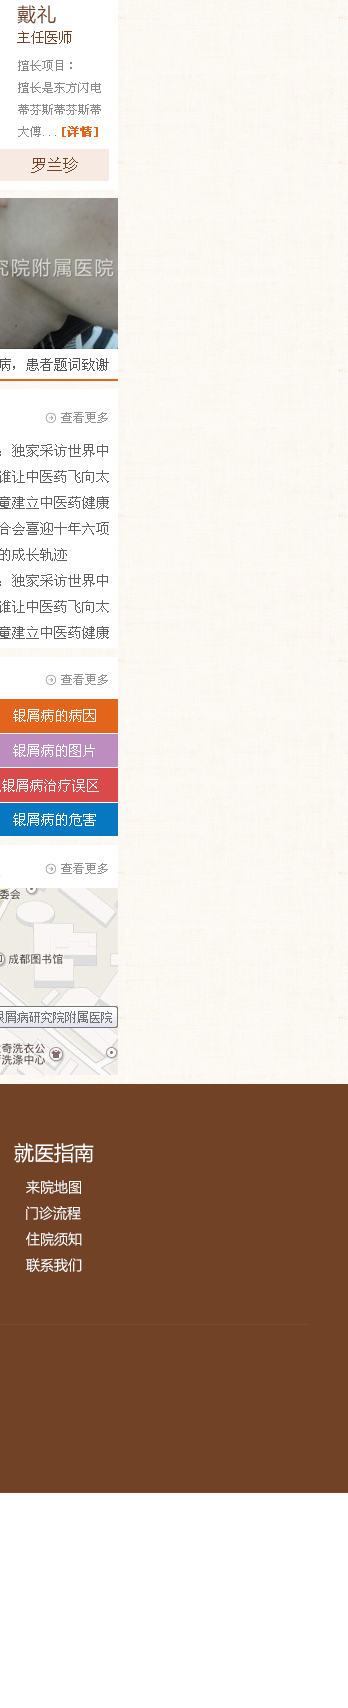 戴礼
主任医师
擅长项目：
擅长是东方闪电
蒂芬斯蒂芬斯蒂
大傅...[详情]
罗兰珍
究院附属医院
病，患者题词致谢
查看更多
：独家采访世界中
谁让中医药飞向太
童建立中医药健康
合会喜迎十年六项
的成长轨迹
：独家采访世界中
谁让中医药飞向太
童建立中医药健康
查看更多
银屑病的病因
银屑病的图片
银屑病治疗误区
银屑病的危害
查看更多
委会
成都图书馆
银屑病研究院附属医院
奇洗衣公
洗涤中心
就医指南
来院地图
门诊流程
住院须知
联系我们